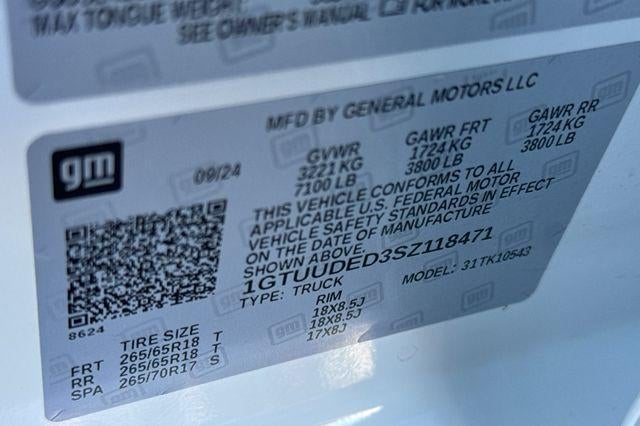 MAX TONGUE WEIGHT:
SEE OWNER'S MANUAL FOR MORE
MFD BY GENERAL MOTORS LLC
gm
09/24
GVWR GAWR FRT GAWR RR
3221 KG 1724 KG 1724 KG
7100 LB 3800 LB 3800 LB
THIS VEHICLE CONFORMS TO ALL
APPLICABLE U.S. FEDERAL MOTOR
VEHICLE SAFETY STANDARDS IN EFFECT
ON THE DATE OF MANUFACTURE
SHOWN ABOVE.
1GTUUDED3SZ118471
TYPE: TRUCK MODEL: 31TK10543
8624
TIRE SIZE RIM
FRT 265/65R18 T 18X8.5J
RR 265/65R18 T 18X8.5J
SPA 265/70R17 S 17X8J